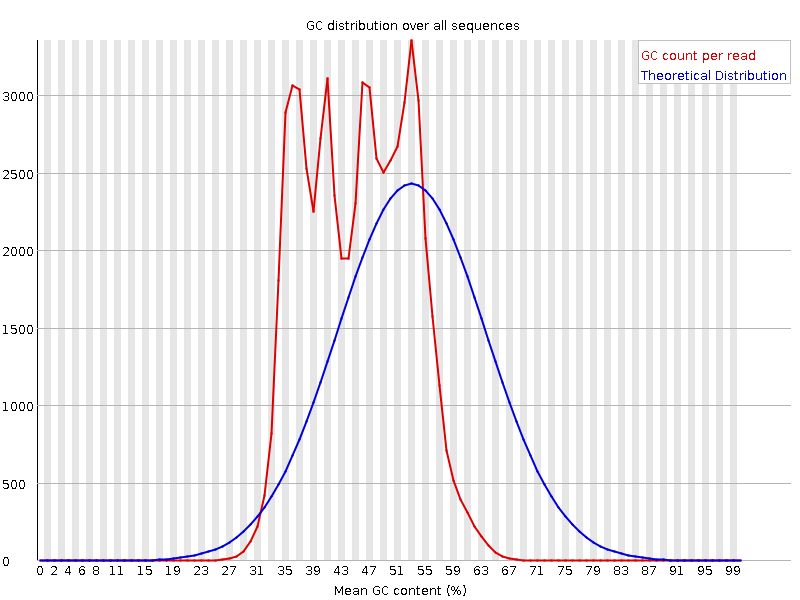 GC distribution over all sequences
GC count per read
Theoretical Distribution
3000
2500
2000
1500
1000
500
0
0 2 4 6 8 11 15 19 23 27 31 35 39 43 47 51 55 59 63 67 71 75 79 83 87 91 95 99
Mean GC content (%)